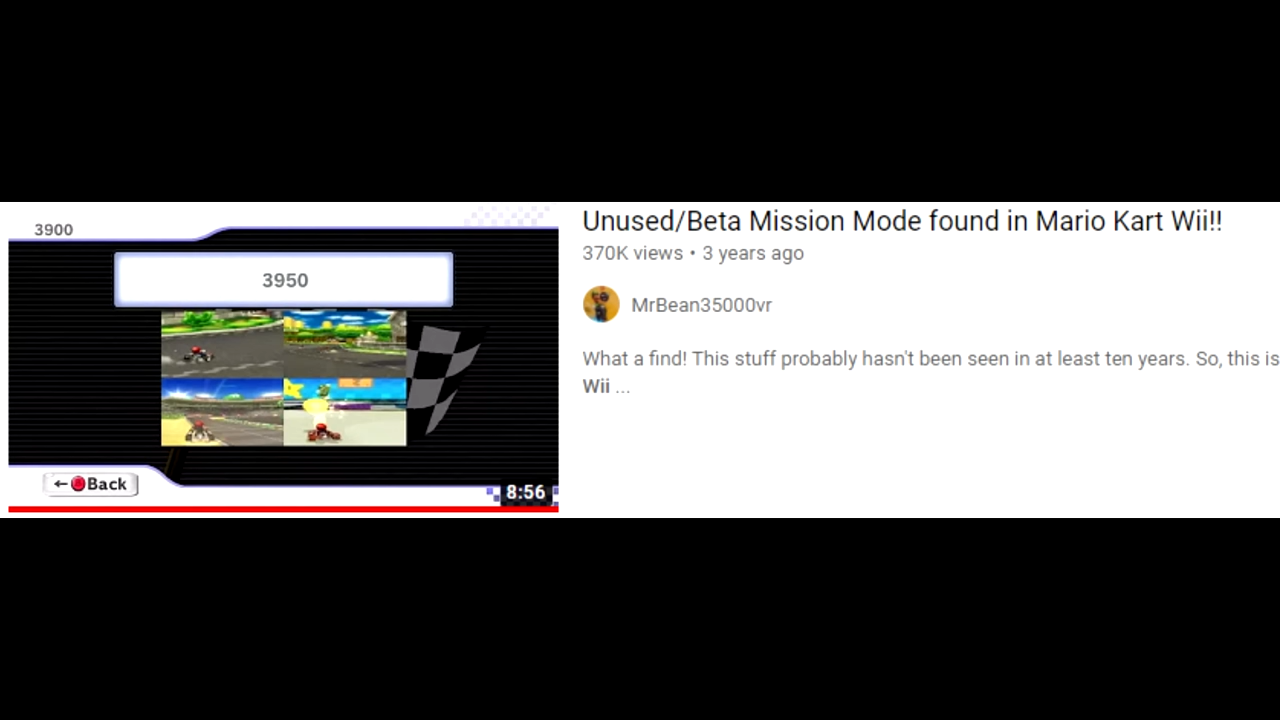 3900
3950
←Back
8:56
Unused/Beta Mission Mode found in Mario Kart Wii!!
370K views • 3 years ago
MrBean35000vr
What a find! This stuff probably hasn't been seen in at least ten years. So, this is
Wii ...